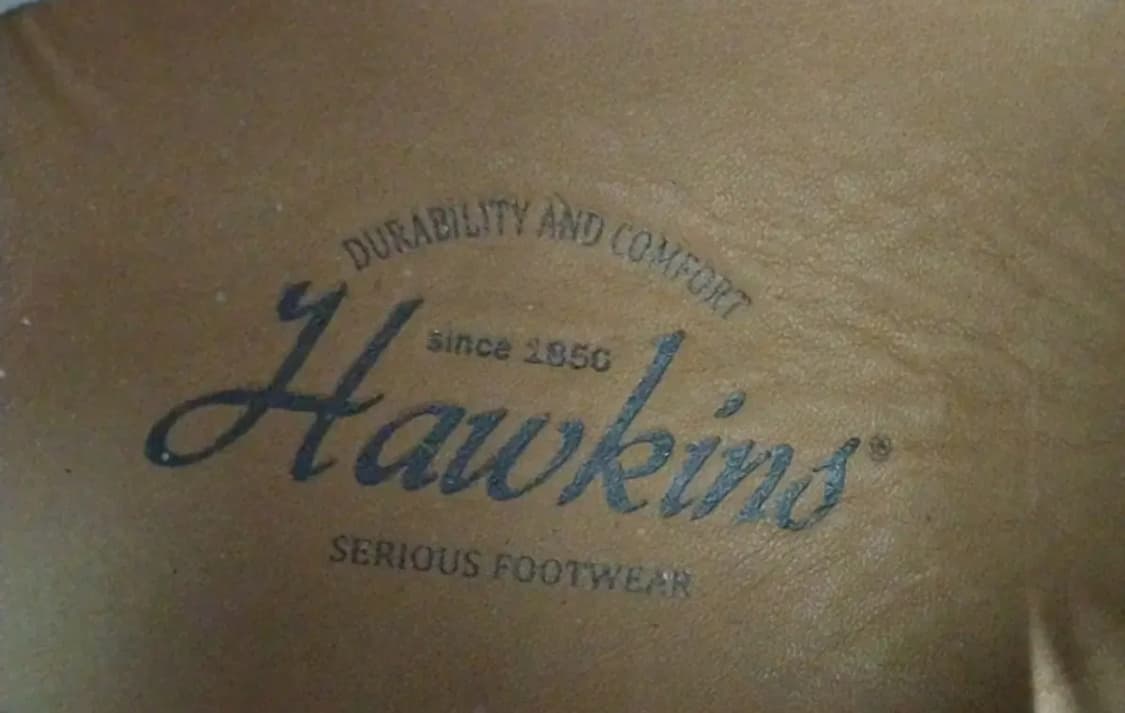 DURABILITY AND COMFORT
since 1850
Hawkins®
SERIOUS FOOTWEAR